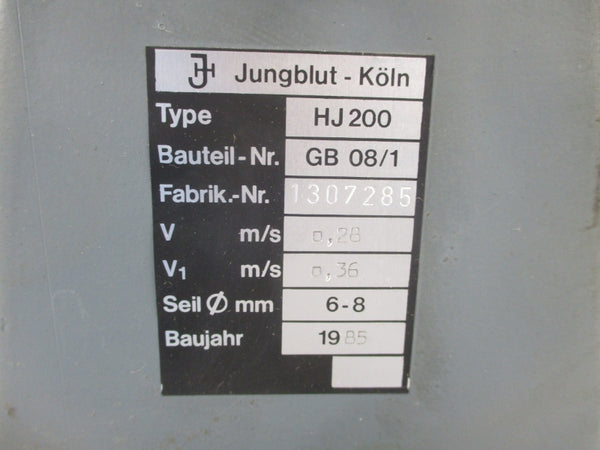 JH Jungblut - Köln
Type HJ 200
Bauteil-Nr. GB 08/1
Fabrik.-Nr. 1307285
V m/s 0,28
V₁ m/s 0,36
Seil Ø mm 6-8
Baujahr 1985